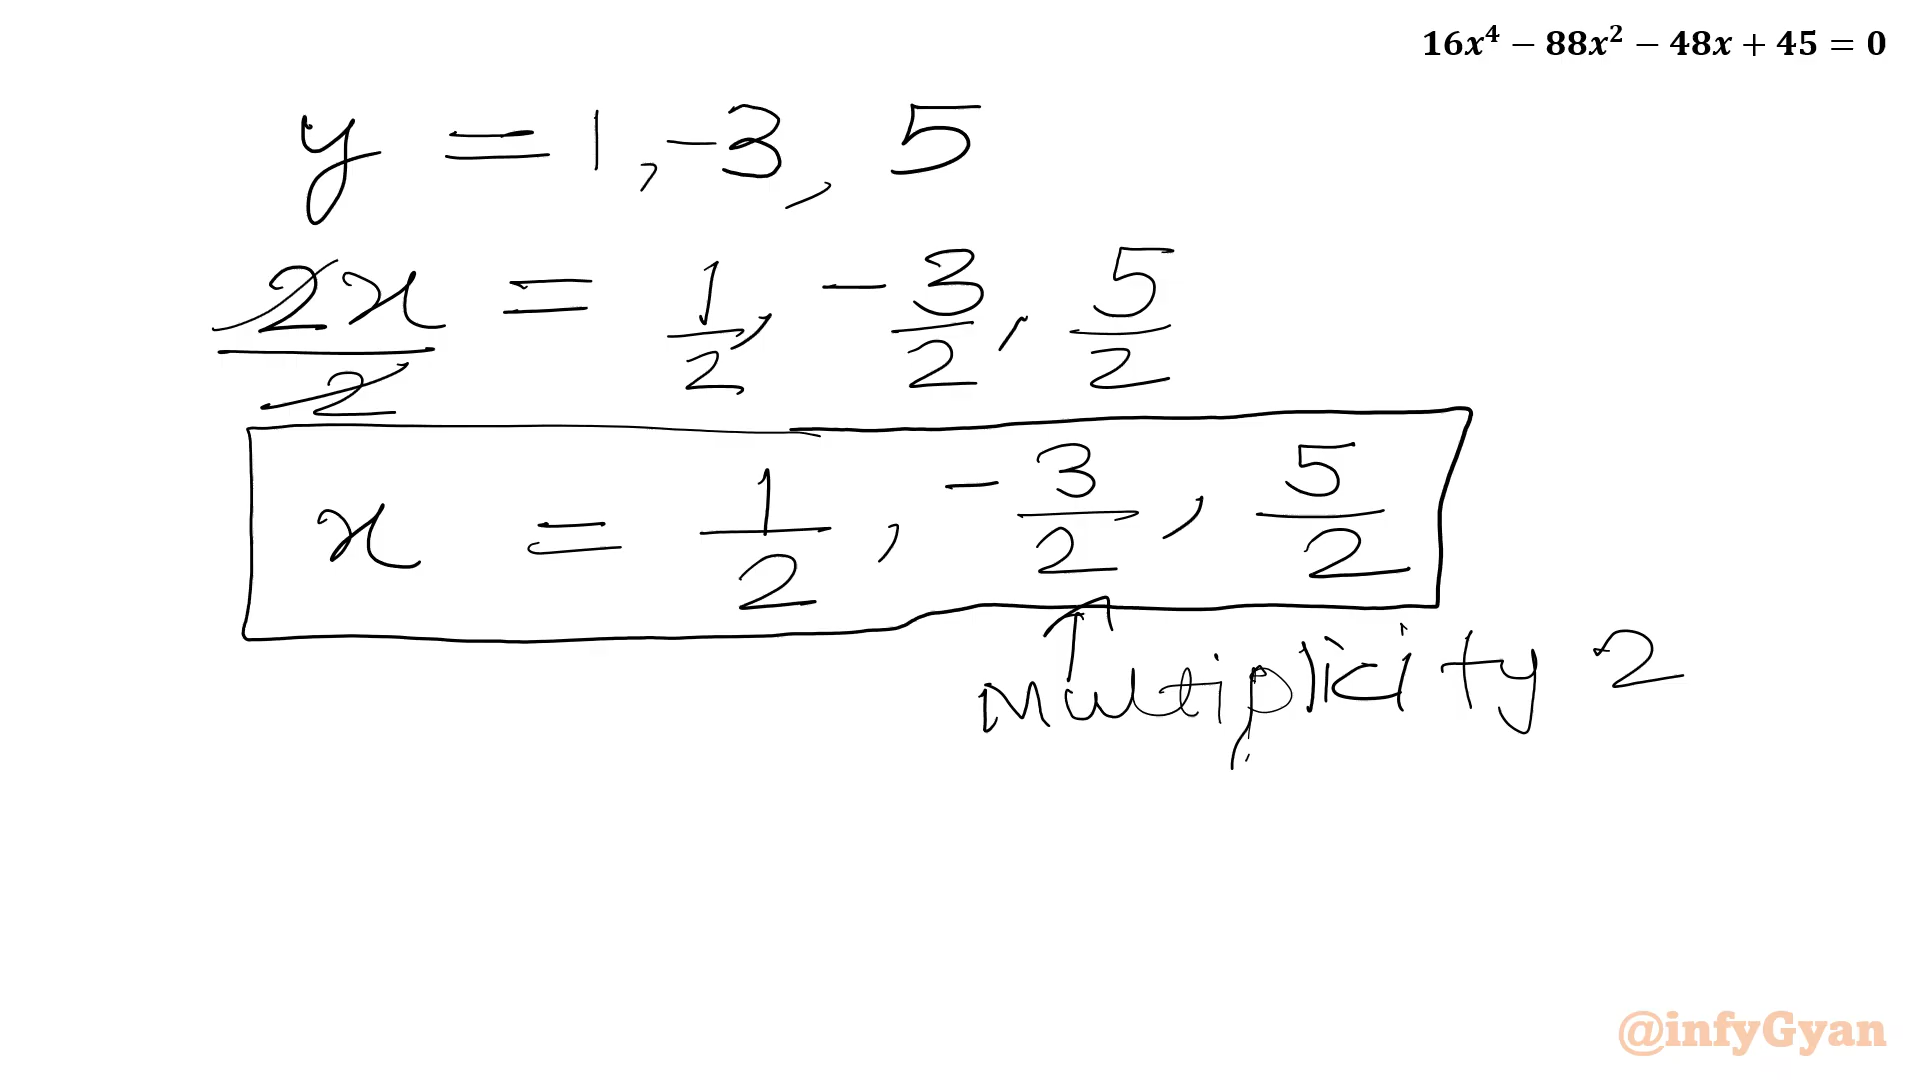 16x⁴ − 88x² − 48x + 45 = 0
y = 1, -3, 5
2x/2 = 1/2, -3/2, 5/2
x = 1/2, -3/2, 5/2
Multiplicity 2
@infyGyan